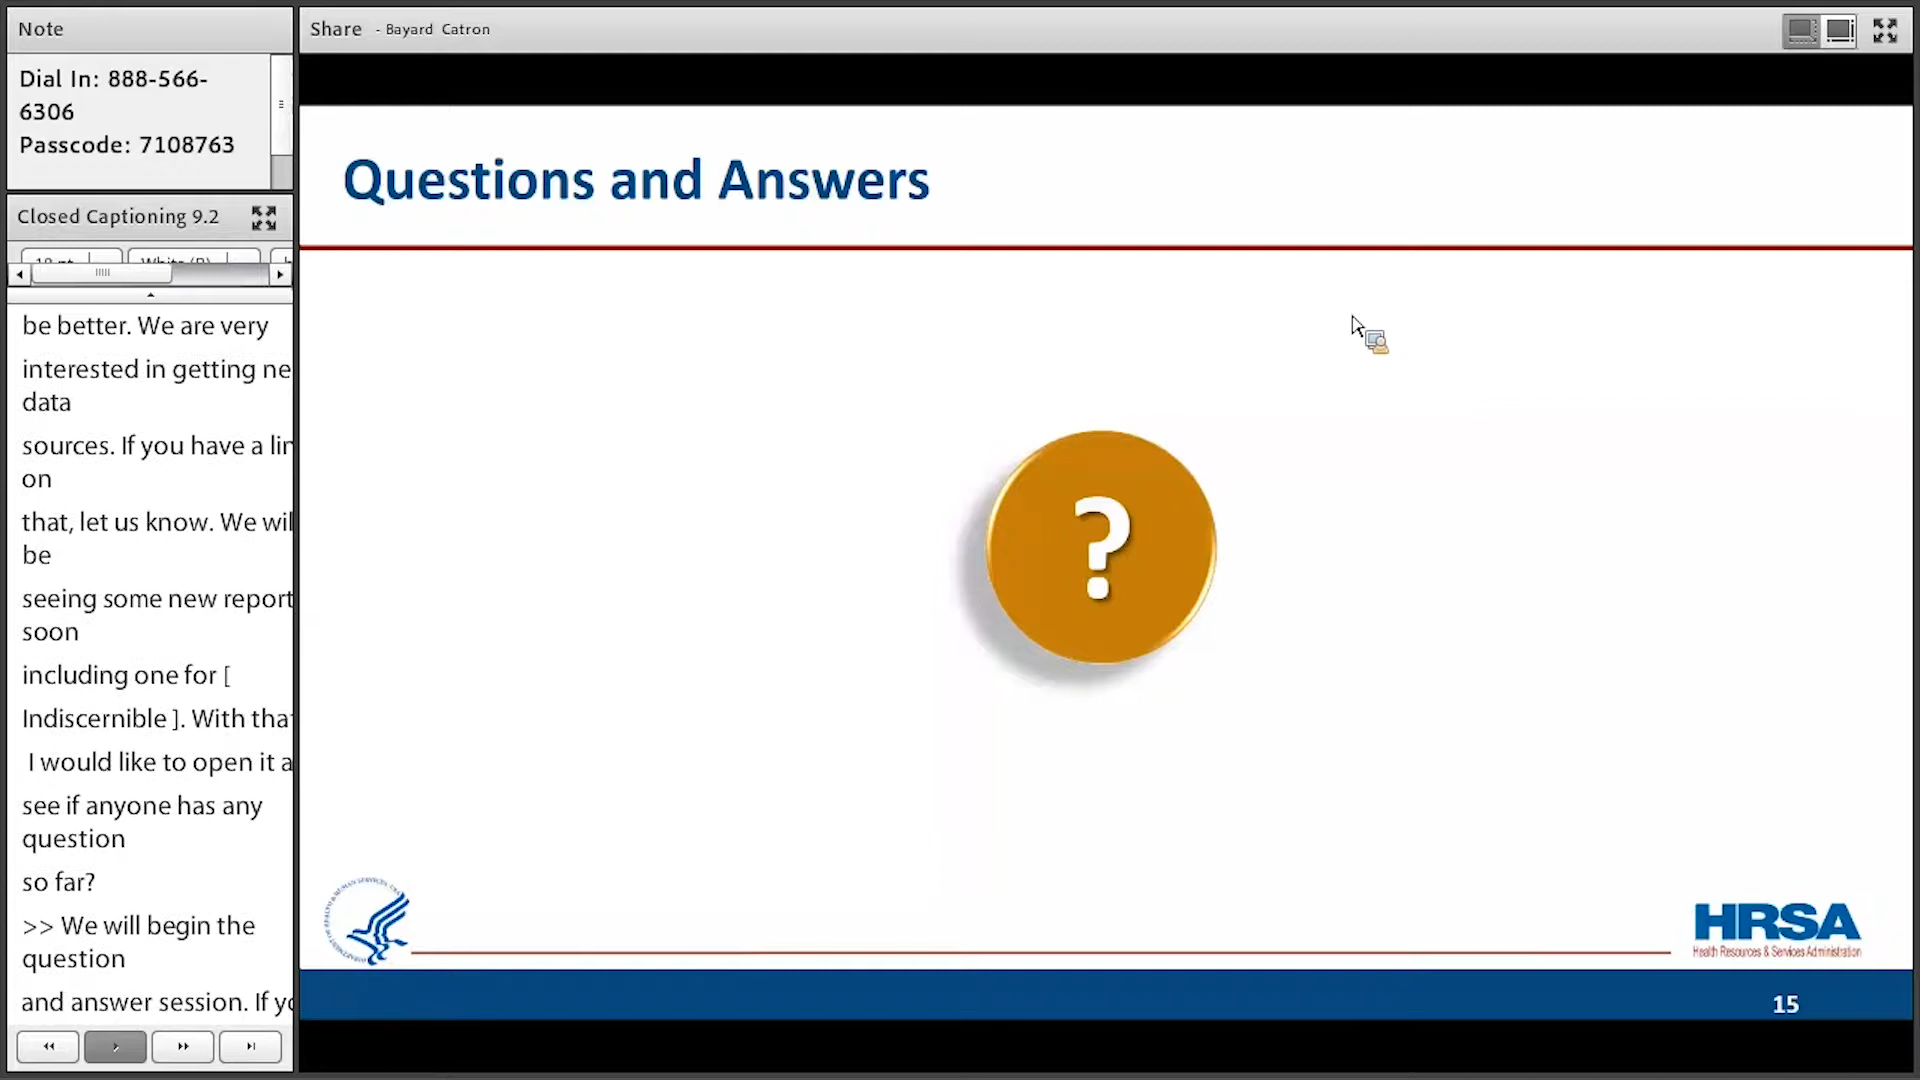 Note
Dial In: 888-566-
6306
Passcode: 7108763
Closed Captioning 9.2
be better. We are very
interested in getting ne
data
sources. If you have a lin
on
that, let us know. We wil
be
seeing some new report
soon
including one for [
Indiscernible ]. With that
I would like to open it a
see if anyone has any
question
so far?
>> We will begin the
question
and answer session. If yo
Share - Bayard Catron
Questions and Answers
?
HRSA
Health Resources & Services Administration
15